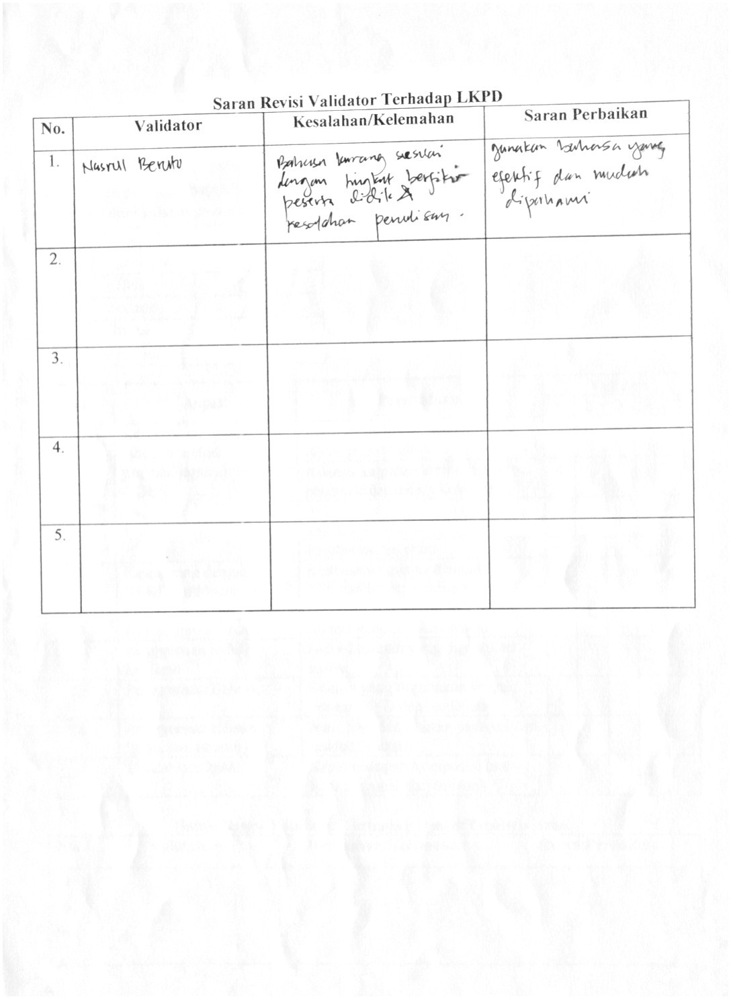 Saran Revisi Validator Terhadap LKPD
No. Validator Kesalahan/Kelemahan Saran Perbaikan
1. Nasrul Berutu
Bahasa kurang sesuai
dengan tingkat berfikir
peserta didik &
kesalahan penulisan.
gunakan bahasa yang
efektif dan mudah
dipahami
2.
3.
4.
5.